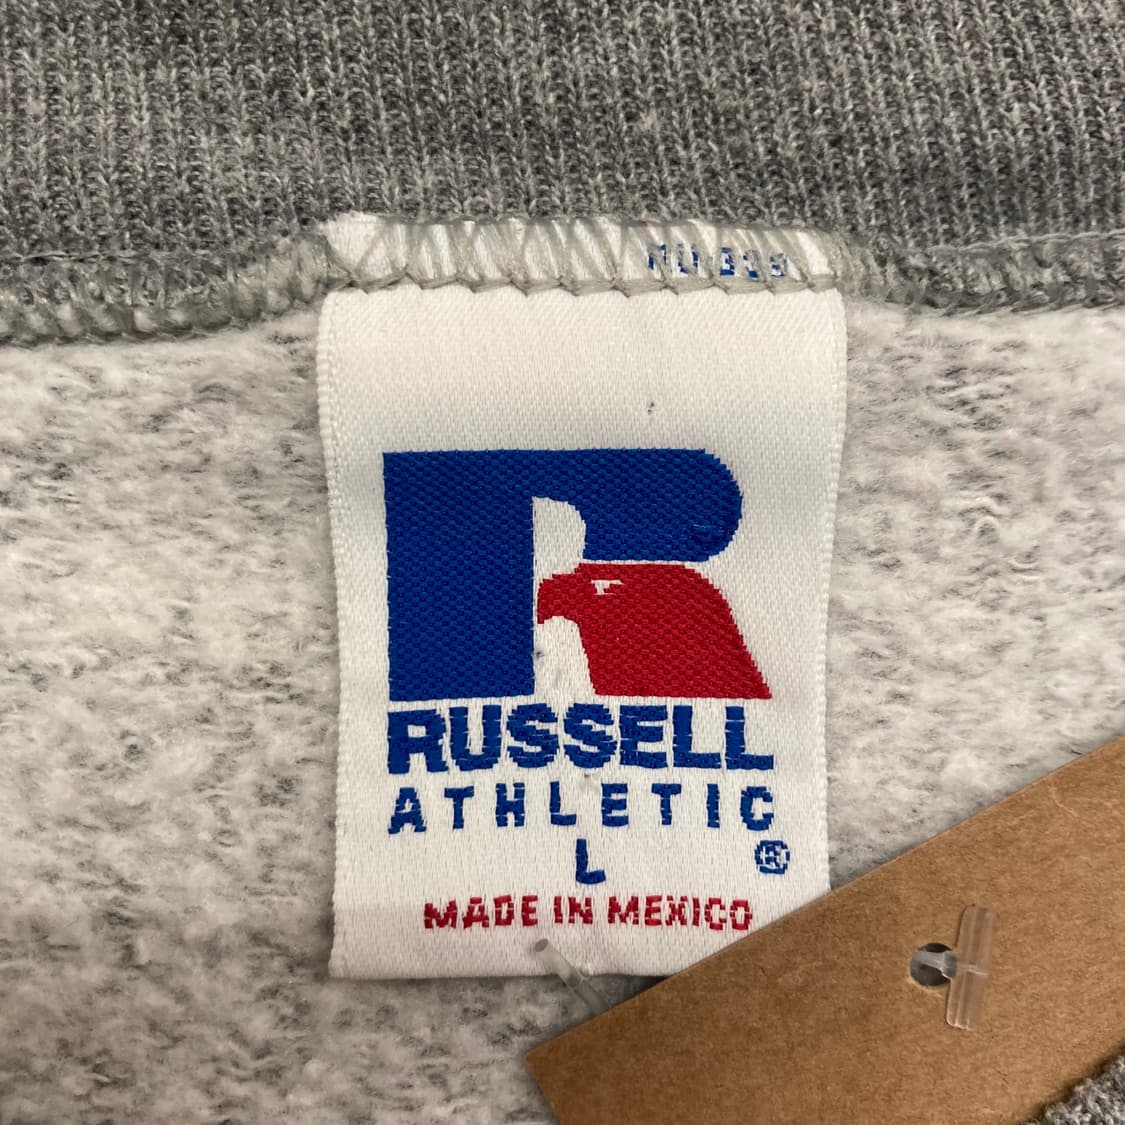 RUSSELL
ATHLETIC
L ®
MADE IN MEXICO